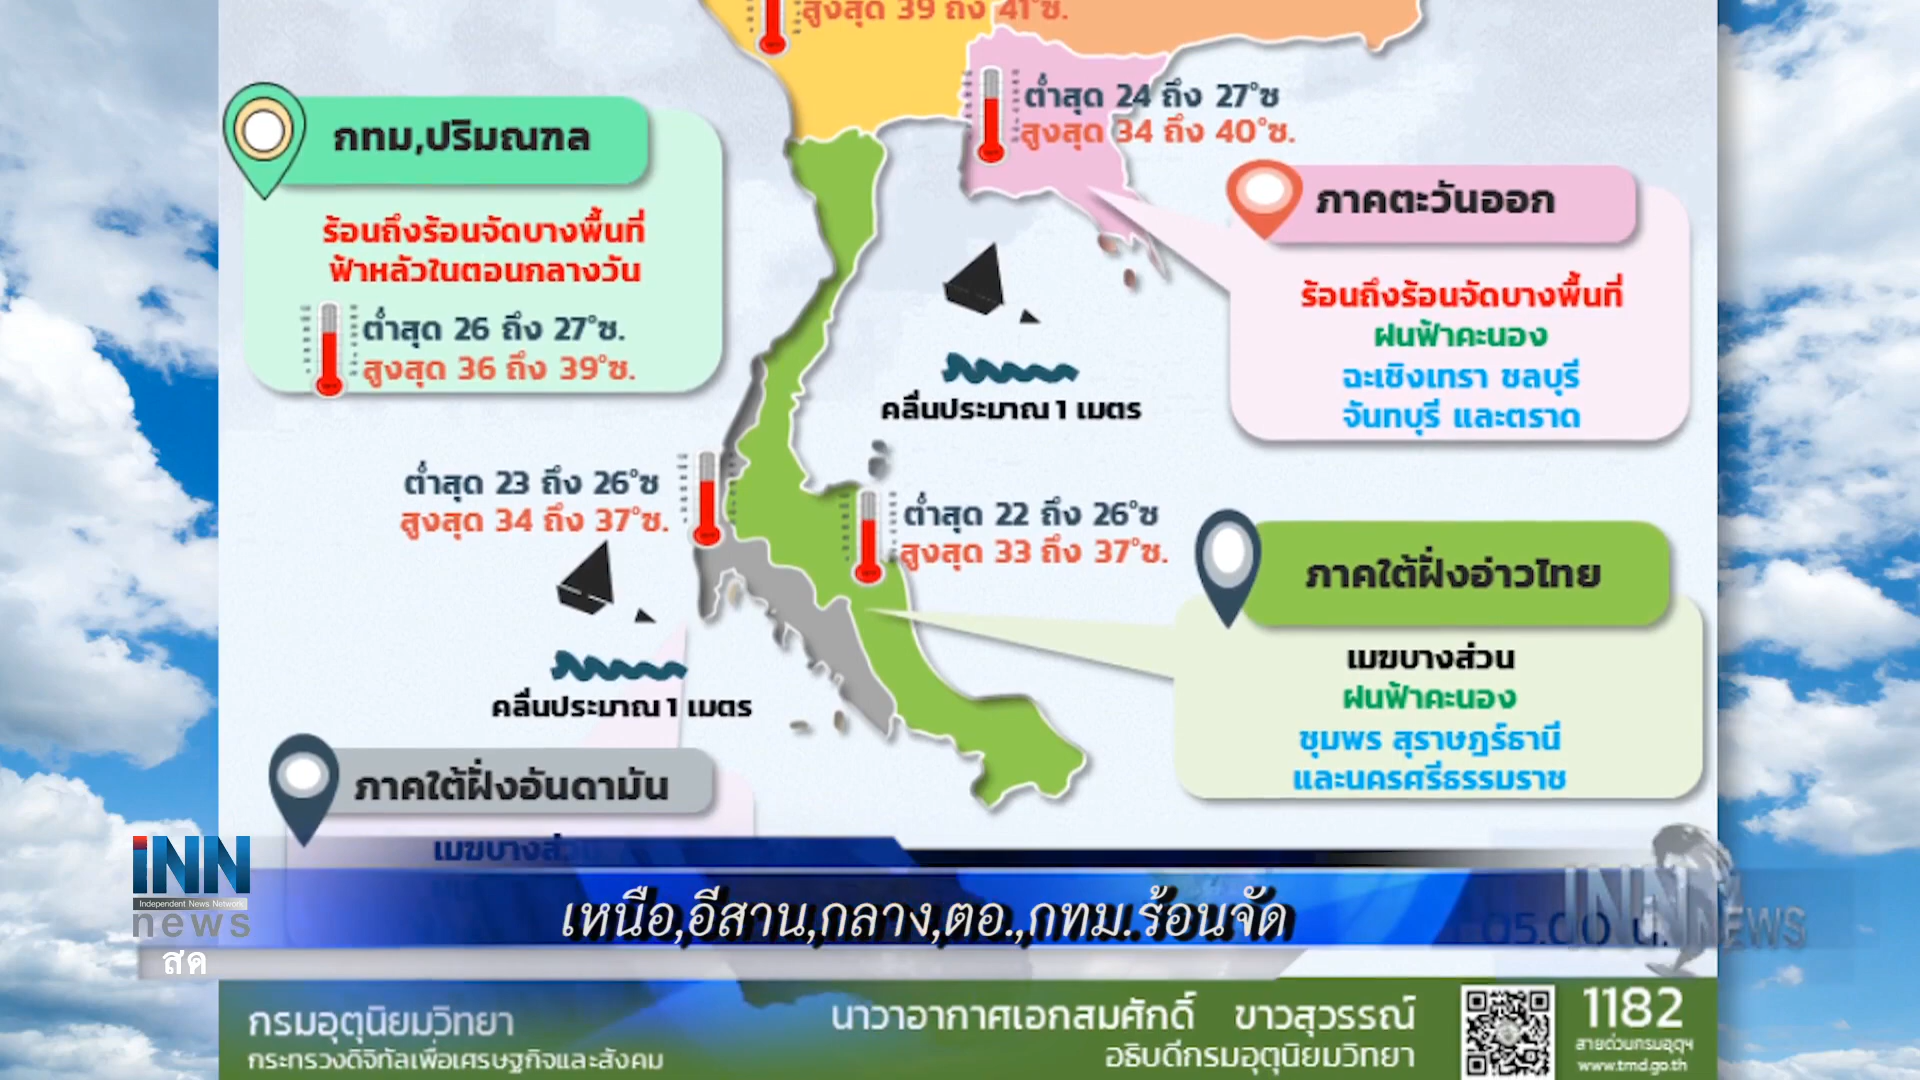 สูงสุด 39 ถึง 41°ซ.
ต่ำสุด 24 ถึง 27°ซ
สูงสุด 34 ถึง 40°ซ.
กทม,ปริมณฑล
ร้อนถึงร้อนจัดบางพื้นที่
ฟ้าหลัวในตอนกลางวัน
ต่ำสุด 26 ถึง 27°ซ.
สูงสุด 36 ถึง 39°ซ.
ภาคตะวันออก
ร้อนถึงร้อนจัดบางพื้นที่
ฝนฟ้าคะนอง
ฉะเชิงเทรา ชลบุรี
จันทบุรี และตราด
คลื่นประมาณ 1 เมตร
ต่ำสุด 23 ถึง 26°ซ
สูงสุด 34 ถึง 37°ซ.
ต่ำสุด 22 ถึง 26°ซ
สูงสุด 33 ถึง 37°ซ.
ภาคใต้ฝั่งอ่าวไทย
เมฆบางส่วน
ฝนฟ้าคะนอง
ชุมพร สุราษฎร์ธานี
และนครศรีธรรมราช
คลื่นประมาณ 1 เมตร
ภาคใต้ฝั่งอันดามัน
เมฆบางส่วน
iNN
Independent News Network
news
สด
เหนือ,อีสาน,กลาง,ตอ.,กทม.ร้อนจัด
05.00 น.
INN NEWS
กรมอุตุนิยมวิทยา
กระทรวงดิจิทัลเพื่อเศรษฐกิจและสังคม
นาวาอากาศเอกสมศักดิ์ ขาวสุวรรณ์
อธิบดีกรมอุตุนิยมวิทยา
1182
สายด่วนกรมอุตุฯ
www.tmd.go.th